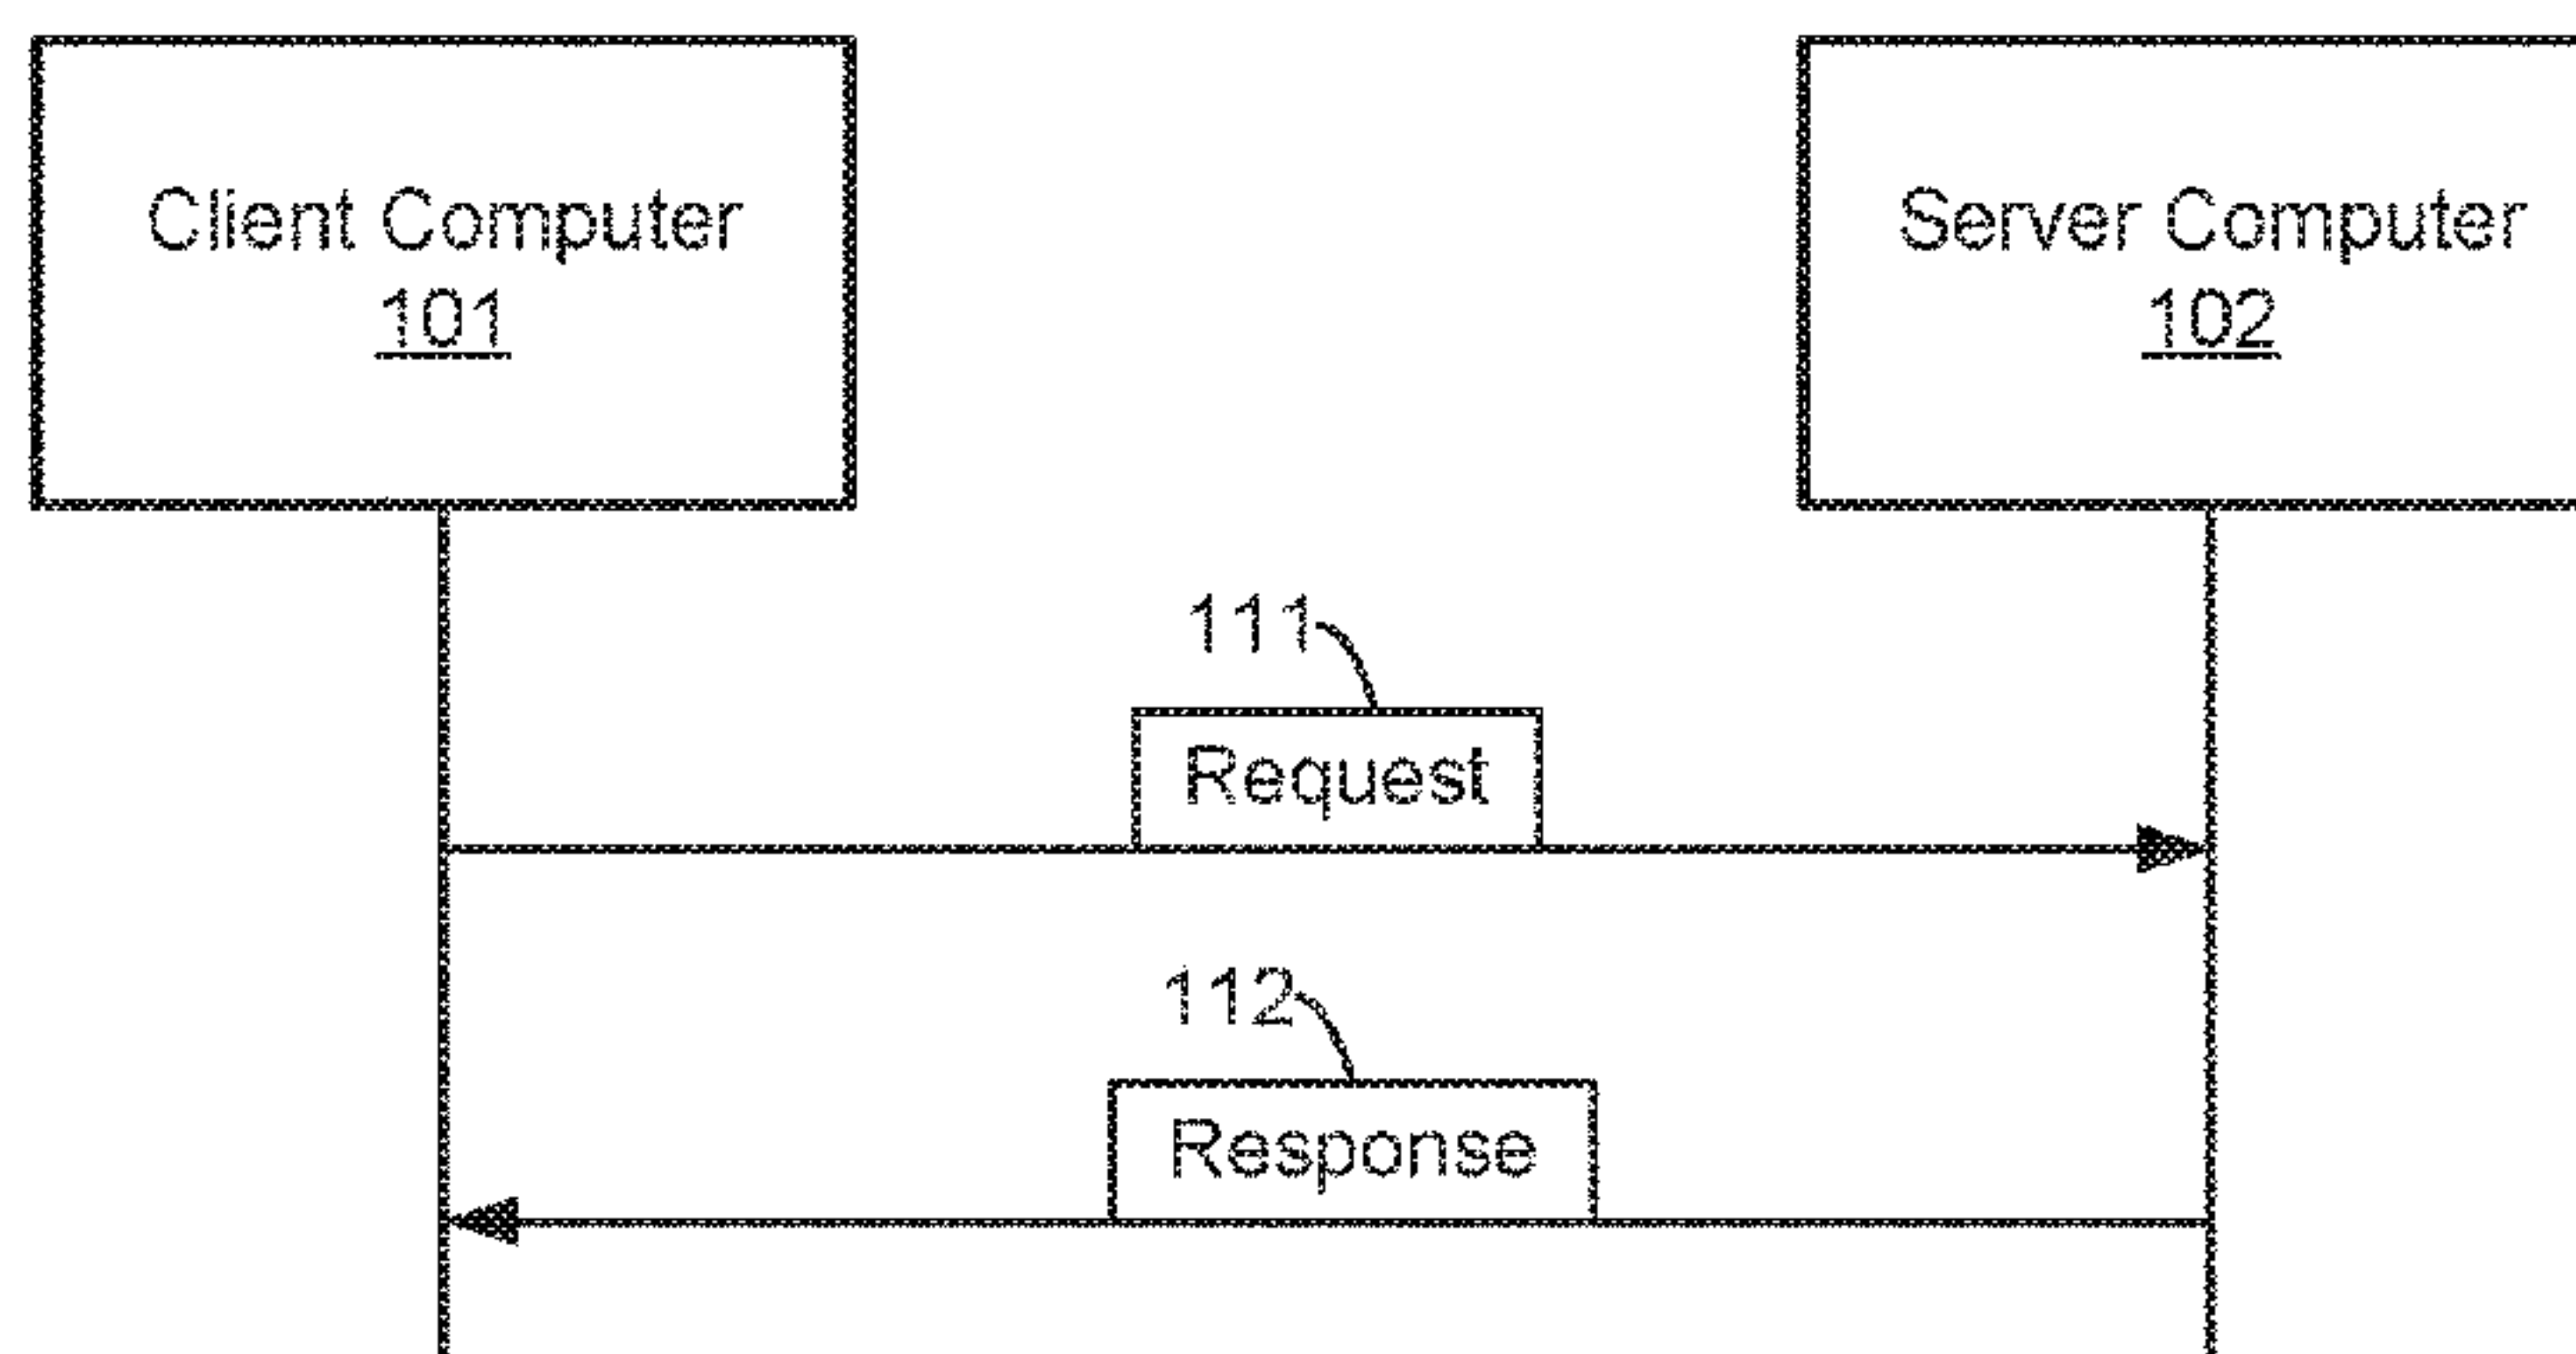 Client Computer
101
Server Computer
102
111
Request
112
Response